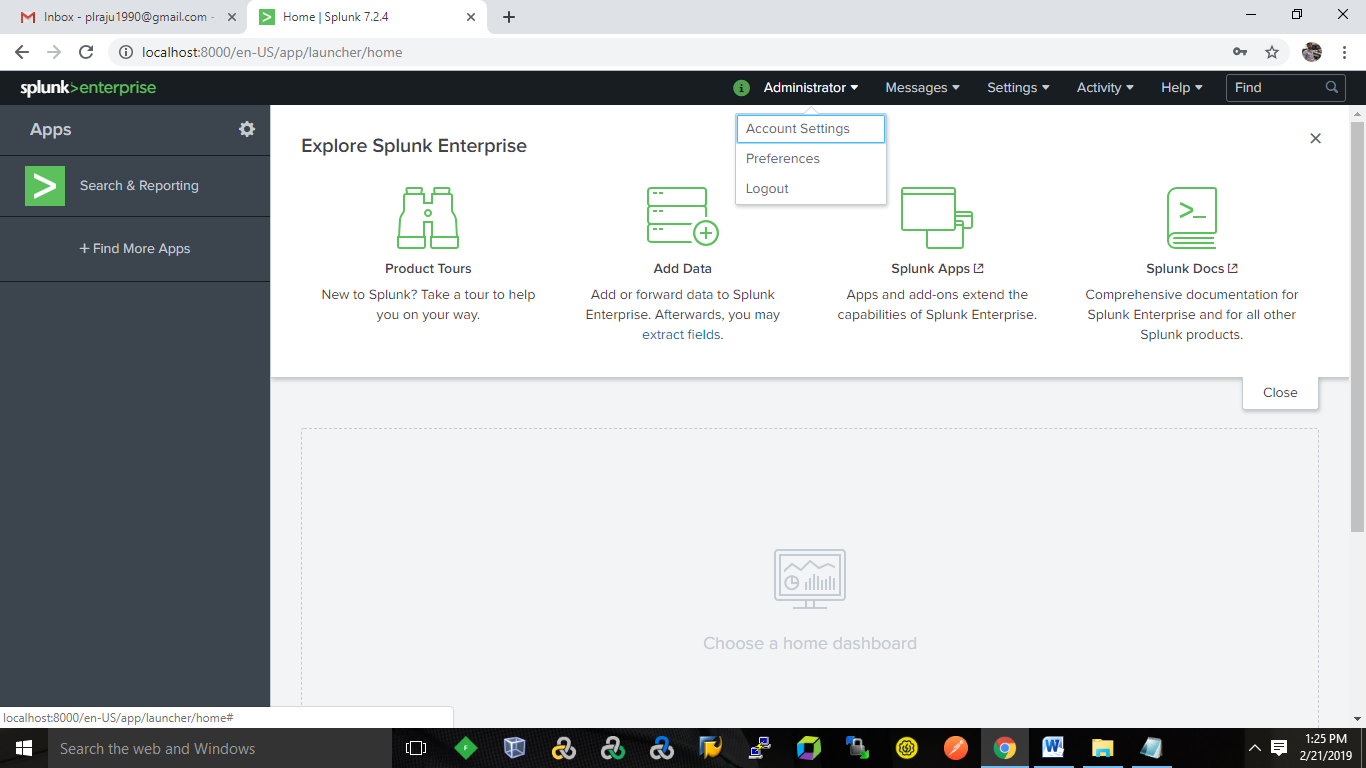 Inbox - plraju1990@gmail.com -
Home | Splunk 7.2.4
localhost:8000/en-US/app/launcher/home
splunk>enterprise
i
Administrator
Messages
Settings
Activity
Help
Find
Apps
Search & Reporting
+ Find More Apps
Explore Splunk Enterprise
Account Settings
Preferences
Logout
Product Tours
New to Splunk? Take a tour to help
you on your way.
Add Data
Add or forward data to Splunk
Enterprise. Afterwards, you may
extract fields.
Splunk Apps
Apps and add-ons extend the
capabilities of Splunk Enterprise.
Splunk Docs
Comprehensive documentation for
Splunk Enterprise and for all other
Splunk products.
Close
Choose a home dashboard
localhost:8000/en-US/app/launcher/home#
Search the web and Windows
1:25 PM
2/21/2019